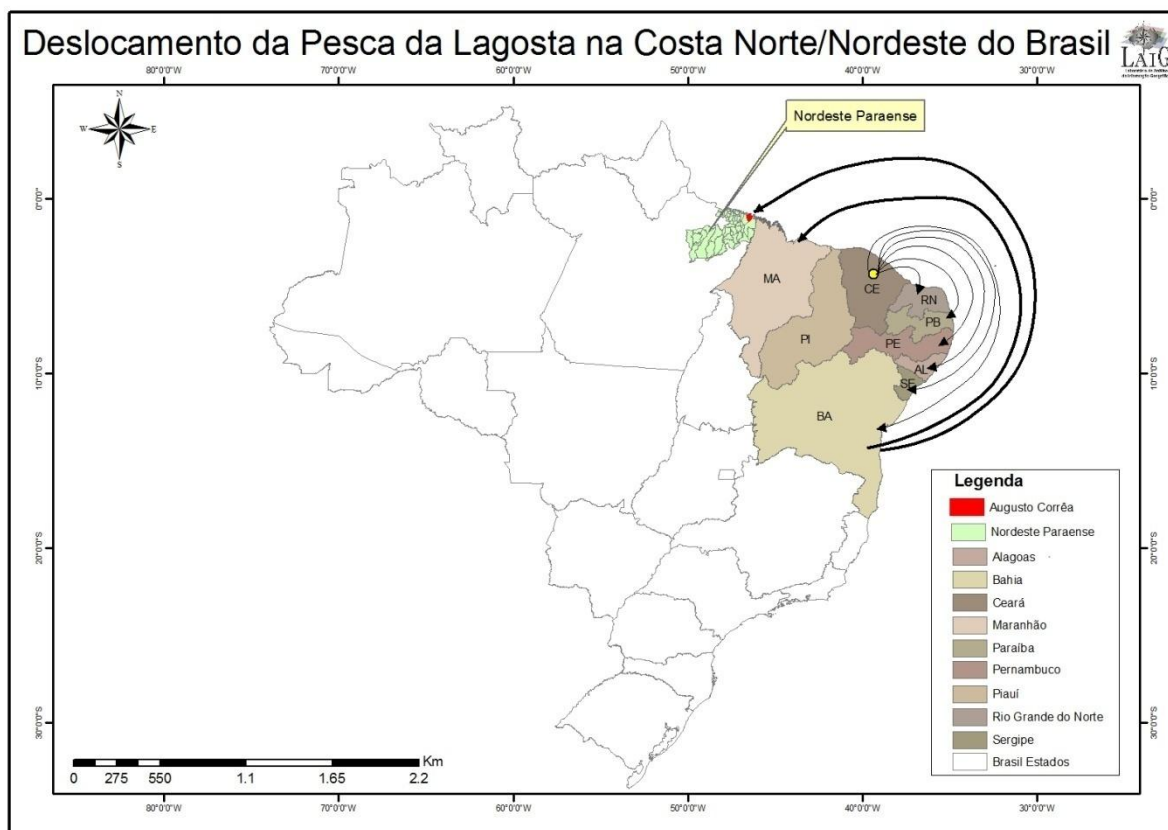 Deslocamento da Pesca da Lagosta na Costa Norte/Nordeste do Brasil
LAIG
80°0'0"W 70°0'0"W 60°0'0"W 50°0'0"W 40°0'0"W 30°0'0"W
N
W E
S
Nordeste Paraense
0°0'0" 0°0'0"
MA
CE
RN
PB
PI
PE
AL
SE
BA
10°0'0"S 10°0'0"S
20°0'0"S 20°0'0"S
30°0'0"S 30°0'0"S
Legenda
Augusto Corrêa
Nordeste Paraense
Alagoas
Bahia
Ceará
Maranhão
Paraíba
Pernambuco
Piauí
Rio Grande do Norte
Sergipe
Brasil Estados
Km
0 275 550 1.1 1.65 2.2
80°0'0"W 70°0'0"W 60°0'0"W 50°0'0"W 40°0'0"W 30°0'0"W